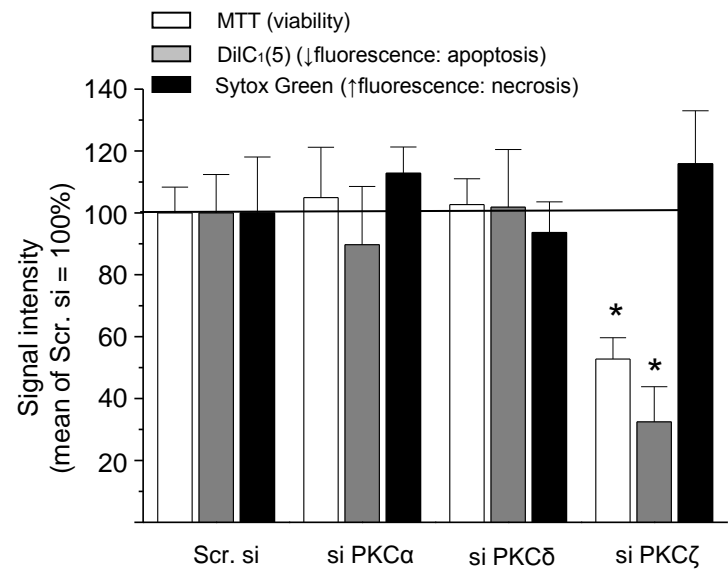 MTT (viability)
DilC₁(5) (↓fluorescence: apoptosis)
Sytox Green (↑fluorescence: necrosis)
Signal intensity
(mean of Scr. si = 100%)
140
120
100
80
60
40
20
*
*
Scr. si
si PKCα
si PKCδ
si PKCζ